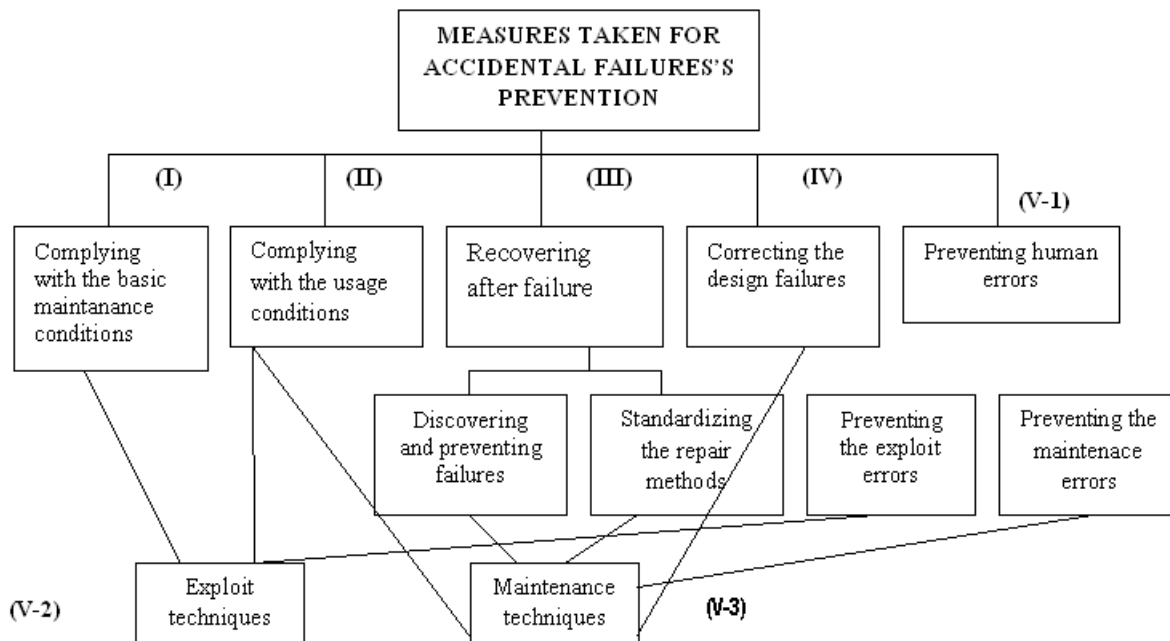 MEASURES TAKEN FOR
ACCIDENTAL FAILURES'S
PREVENTION
(I)
(II)
(III)
(IV)
(V-1)
Complying
with the basic
maintanance
conditions
Complying
with the usage
conditions
Recovering
after failure
Correcting the
design failures
Preventing human
errors
Discovering
and preventing
failures
Standardizing
the repair
methods
Preventing
the exploit
errors
Preventing the
maintenace
errors
(V-2)
Exploit
techniques
Maintenance
techniques
(V-3)